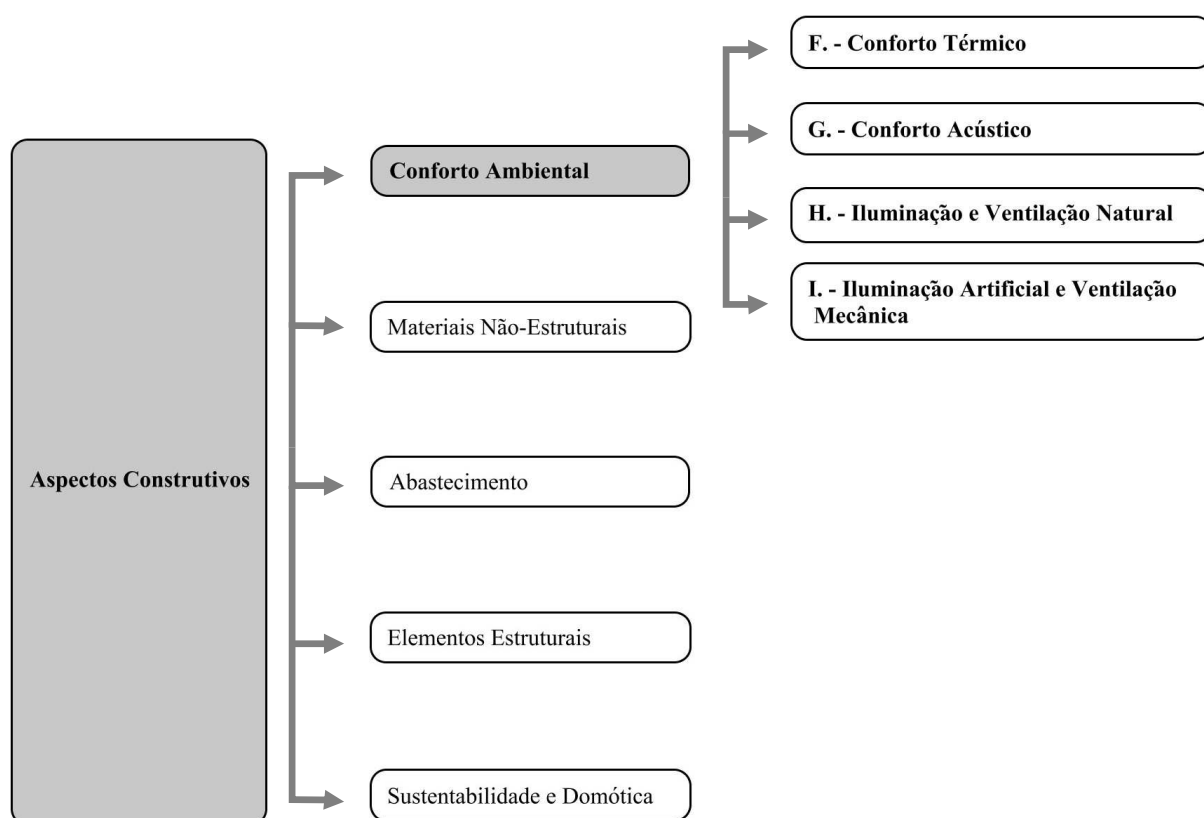 F. - Conforto Térmico
G. - Conforto Acústico
Conforto Ambiental
H. - Iluminação e Ventilação Natural
I. - Iluminação Artificial e Ventilação
Mecânica
Materiais Não-Estruturais
Aspectos Construtivos
Abastecimento
Elementos Estruturais
Sustentabilidade e Domótica